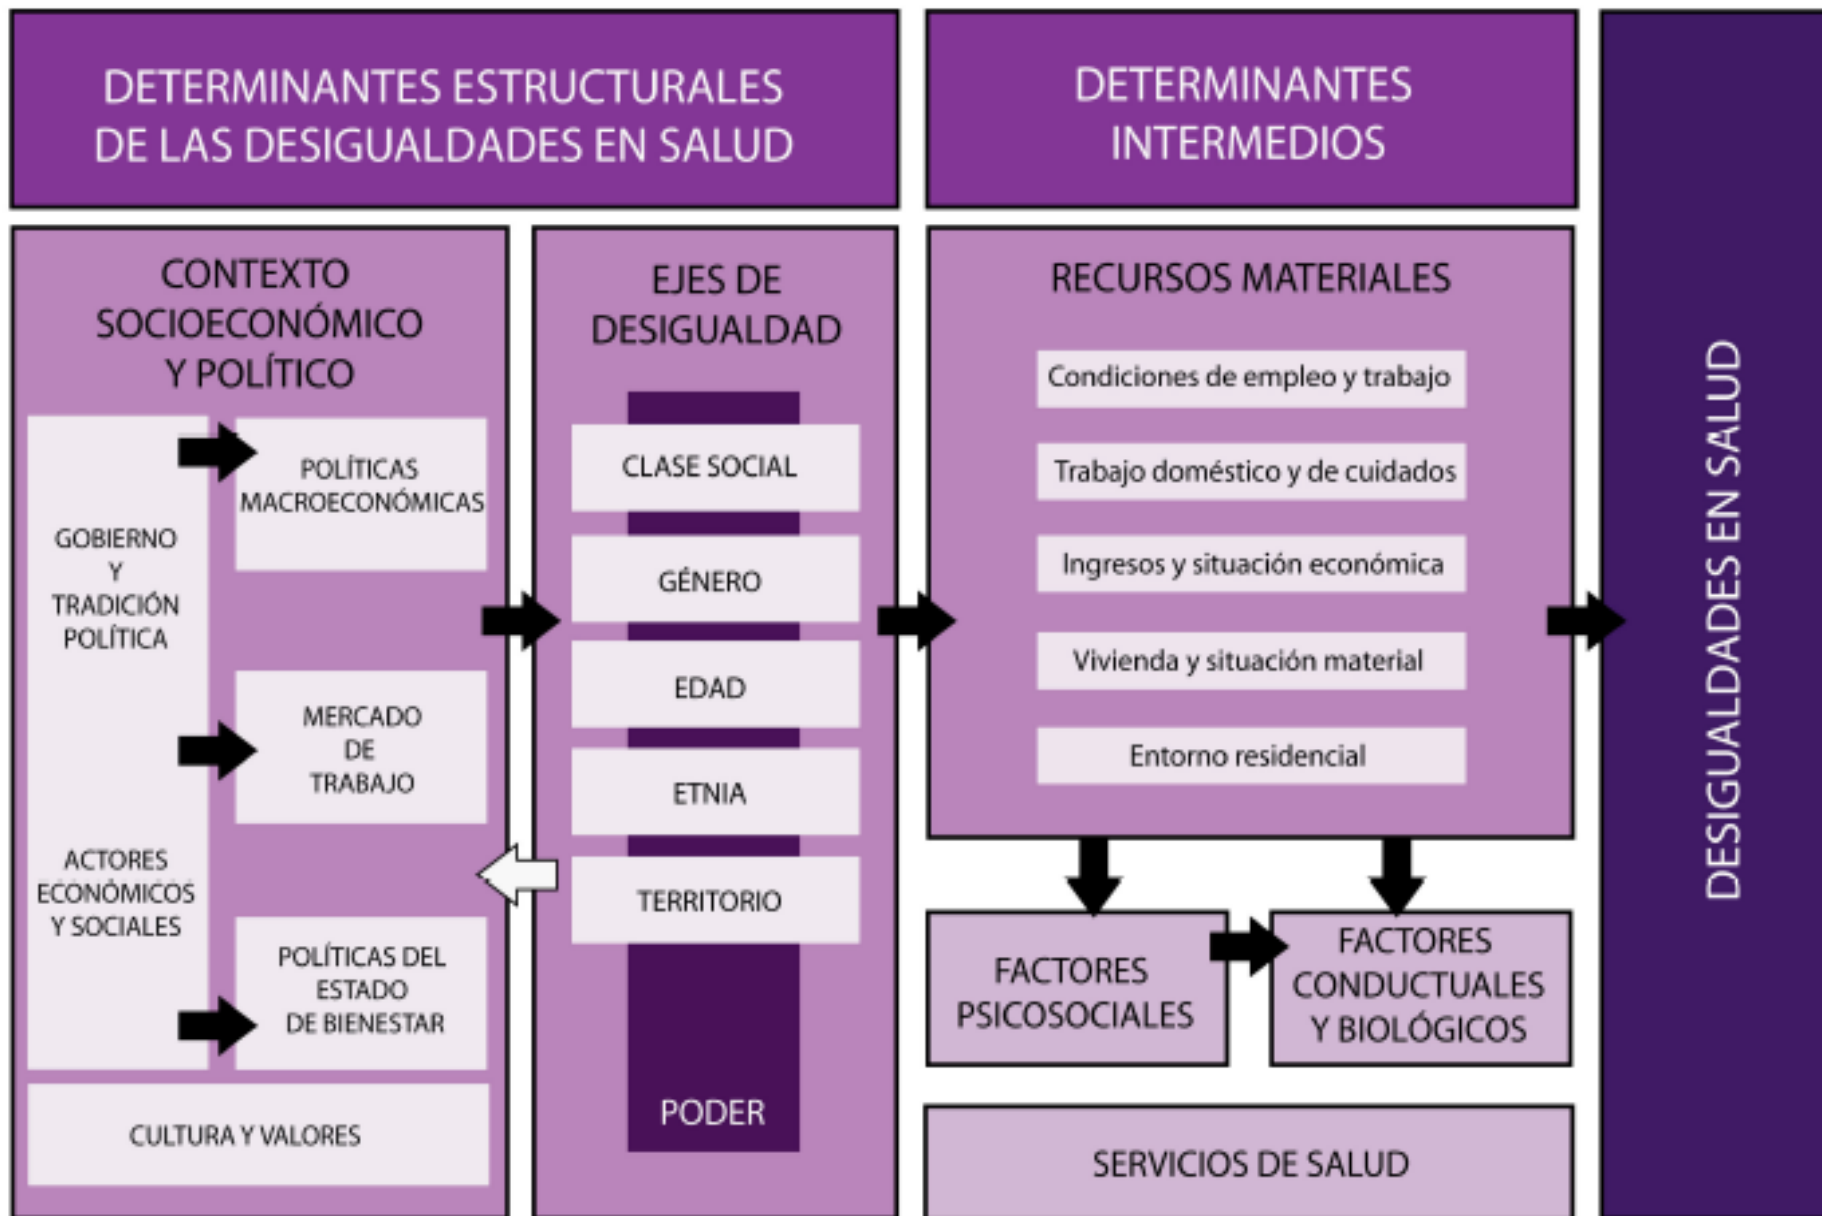 DETERMINANTES ESTRUCTURALES
DE LAS DESIGUALDADES EN SALUD
DETERMINANTES
INTERMEDIOS
DESIGUALDADES EN SALUD
CONTEXTO
SOCIOECONÓMICO
Y POLÍTICO
GOBIERNO
Y
TRADICIÓN
POLÍTICA
ACTORES
ECONÓMICOS
Y SOCIALES
POLÍTICAS
MACROECONÓMICAS
MERCADO
DE
TRABAJO
POLÍTICAS DEL
ESTADO
DE BIENESTAR
CULTURA Y VALORES
EJES DE
DESIGUALDAD
CLASE SOCIAL
GÉNERO
EDAD
ETNIA
TERRITORIO
PODER
RECURSOS MATERIALES
Condiciones de empleo y trabajo
Trabajo doméstico y de cuidados
Ingresos y situación económica
Vivienda y situación material
Entorno residencial
FACTORES
PSICOSOCIALES
FACTORES
CONDUCTUALES
Y BIOLÓGICOS
SERVICIOS DE SALUD